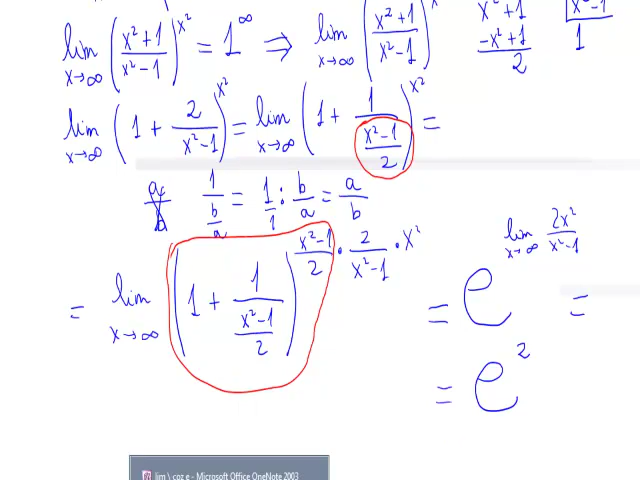 lim x→∞ (x²+1 / x²-1)^x² = 1^∞ ⇒ lim x→∞ (x²+1 / x²-1)^x²
x²+1 | x²-1
-x²+1 | 1
2
lim x→∞ (1 + 2 / x²-1)^x² = lim x→∞ (1 + 1 / (x²-1 / 2))^x² =
1 / (b / a) = 1/1 : b/a = a/b
= lim x→∞ (1 + 1 / (x²-1 / 2))^(x²-1 / 2 · 2 / x²-1 · x²) = e^(lim x→∞ 2x² / x²-1) =
= e²
lim \ coz e - Microsoft Office OneNote 2003